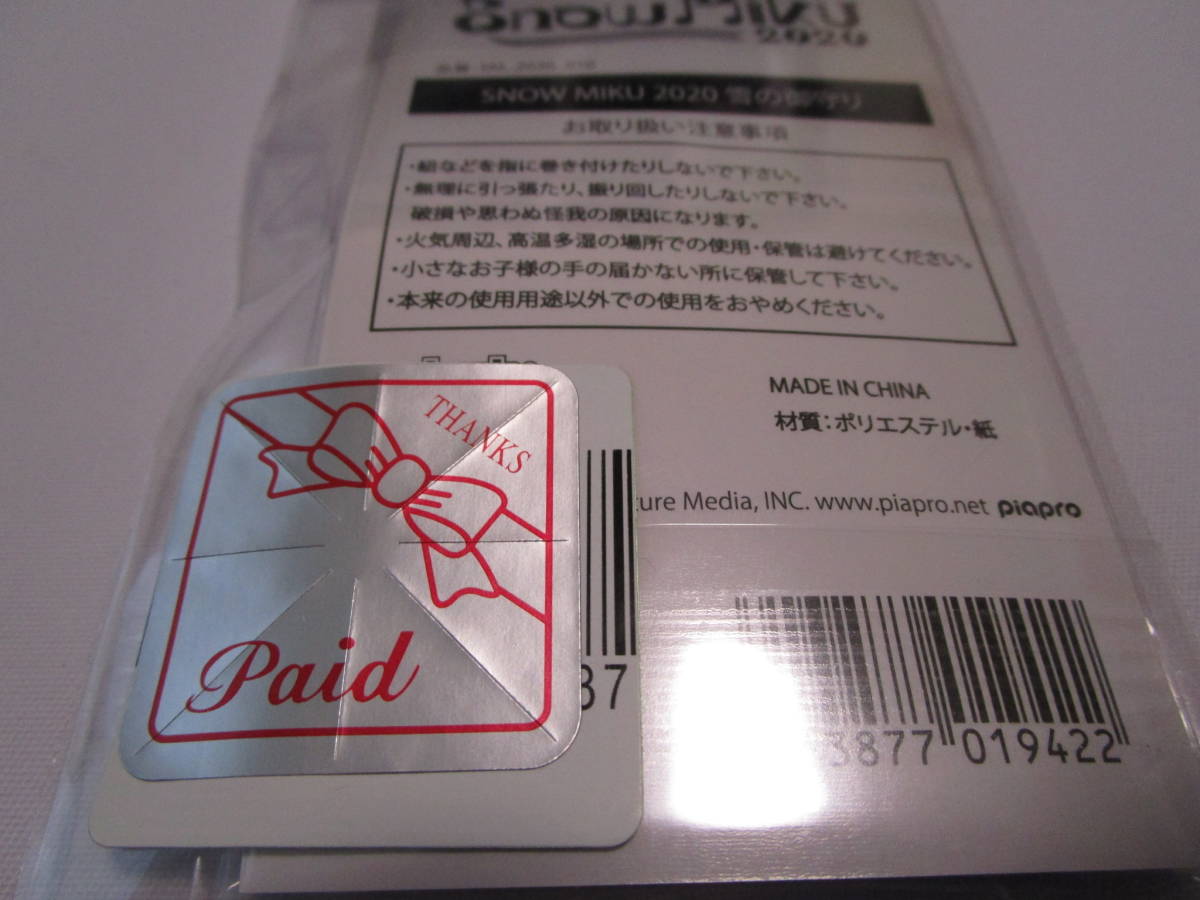 Snow Miku
2020
SNOW MIKU 2020 雪の御守り
お取り扱い注意事項
・紐などを指に巻き付けたりしないで下さい。
・無理に引っ張たり、振り回したりしないで下さい。
破損や思わぬ怪我の原因になります。
・火気周辺、高温多湿の場所での使用・保管は避けてください。
・小さなお子様の手の届かない所に保管して下さい。
・本来の使用用途以外での使用をおやめください。
MADE IN CHINA
材質：ポリエステル・紙
ture Media, INC. www.piapro.net piapro
THANKS
Paid
37
3877 019422